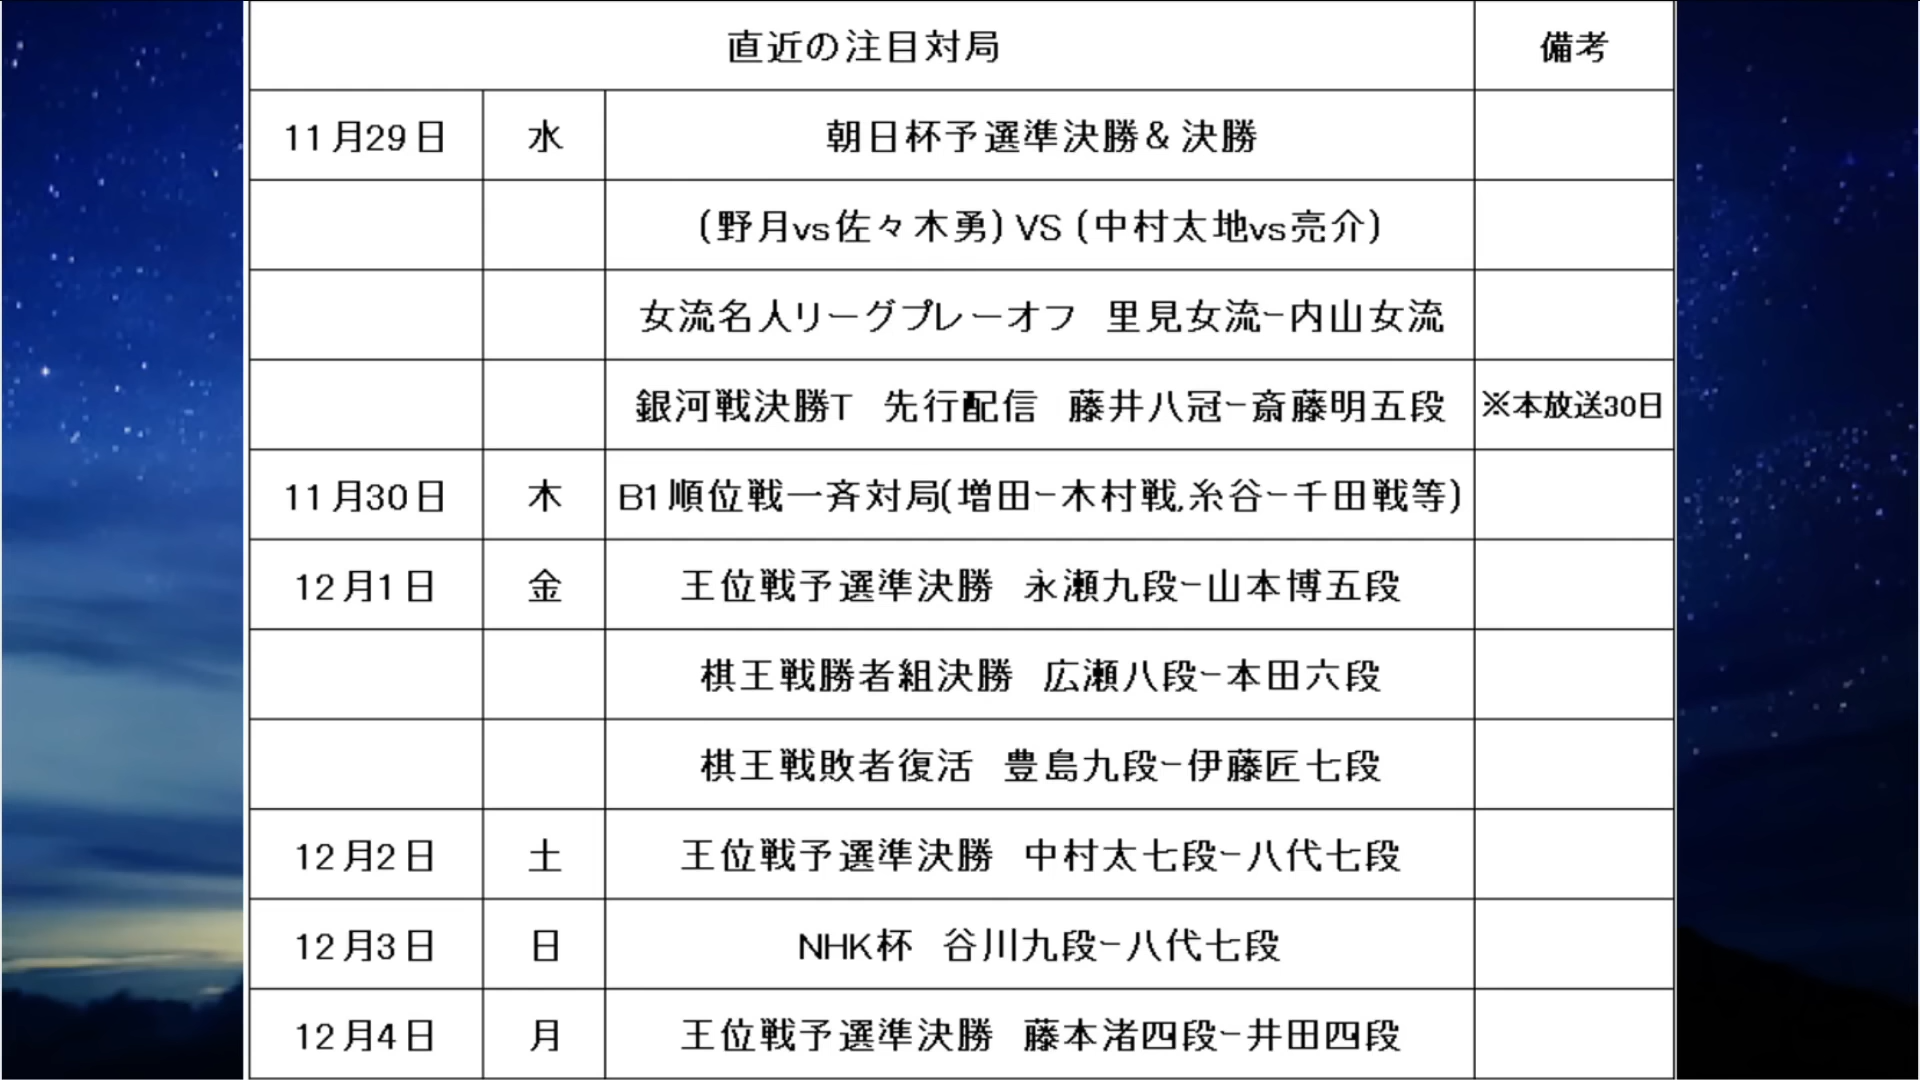 直近の注目対局 備考
11月29日 水 朝日杯予選準決勝&決勝
(野月vs佐々木勇) VS (中村太地vs亮介)
女流名人リーグプレーオフ 里見女流-内山女流
銀河戦決勝T 先行配信 藤井八冠-斎藤明五段 ※本放送30日
11月30日 木 B1順位戦一斉対局(増田-木村戦,糸谷-千田戦等)
12月1日 金 王位戦予選準決勝 永瀬九段-山本博五段
棋王戦勝者組決勝 広瀬八段-本田六段
棋王戦敗者復活 豊島九段-伊藤匠七段
12月2日 土 王位戦予選準決勝 中村太七段-八代七段
12月3日 日 NHK杯 谷川九段-八代七段
12月4日 月 王位戦予選準決勝 藤本渚四段-井田四段